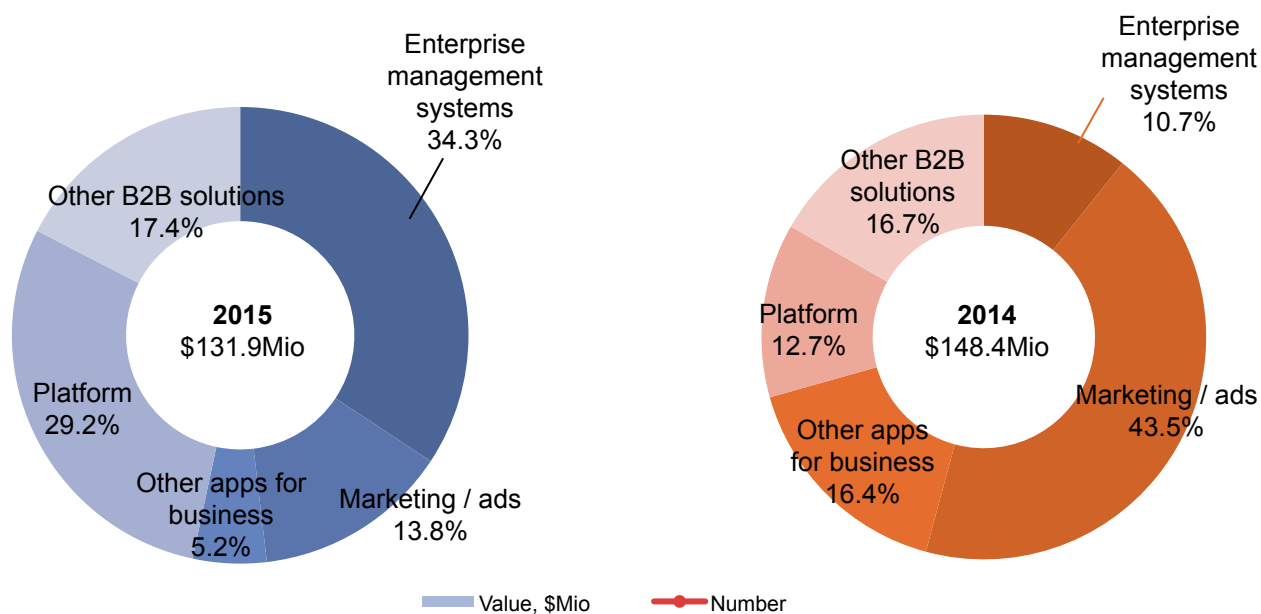 Enterprise
management
systems
34.3%
Other B2B solutions
17.4%
2015
$131.9Mio
Platform
29.2%
Other apps for
business
5.2%
Marketing / ads
13.8%
Enterprise
management
systems
10.7%
Other B2B
solutions
16.7%
Platform
12.7%
2014
$148.4Mio
Marketing / ads
43.5%
Other apps
for business
16.4%
Value, $Mio
Number